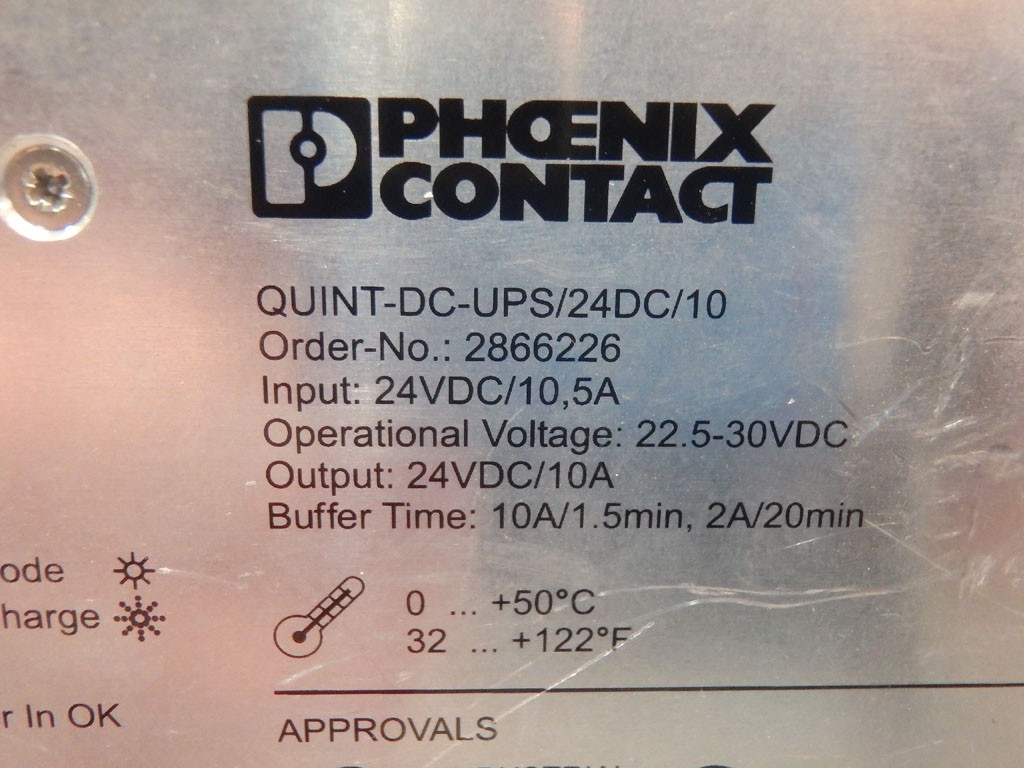 PHŒNIX
CONTACT
QUINT-DC-UPS/24DC/10
Order-No.: 2866226
Input: 24VDC/10,5A
Operational Voltage: 22.5-30VDC
Output: 24VDC/10A
Buffer Time: 10A/1.5min, 2A/20min
ode
harge
0 ... +50°C
32 ... +122°F
r In OK
APPROVALS